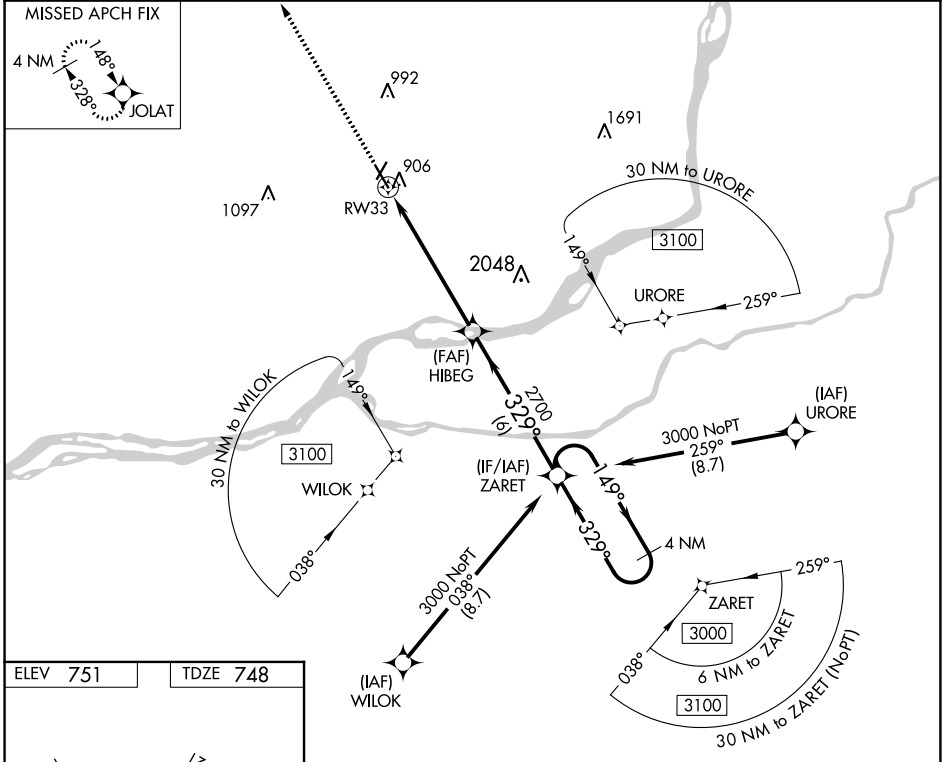 MISSED APCH FIX
4 NM
148°
328°
JOLAT
992
1691
906
RW33
1097
30 NM to URORE
3100
149°
URORE
259°
2048
(FAF)
HIBEG
30 NM to WILOK
149°
3100
WILOK
038°
2700
329°
(6)
(IF/IAF)
ZARET
149°
329°
4 NM
(IAF)
URORE
3000 NoPT
259°
(8.7)
3000 NoPT
038°
(8.7)
(IAF)
WILOK
259°
ZARET
038°
3000
6 NM to ZARET
3100
30 NM to ZARET (NoPT)
ELEV 751
TDZE 748